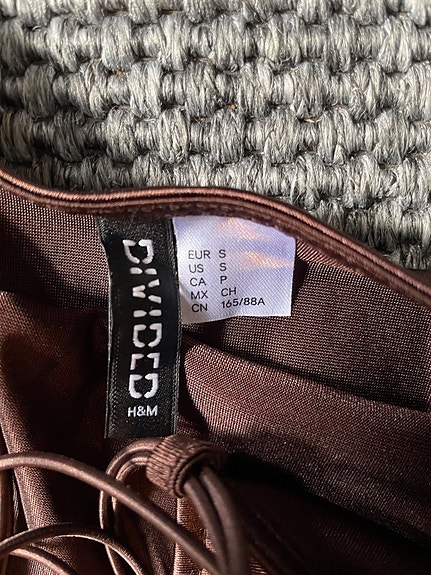 DIVIDED
H&M
EUR S
US S
CA P
MX CH
CN 165/88A